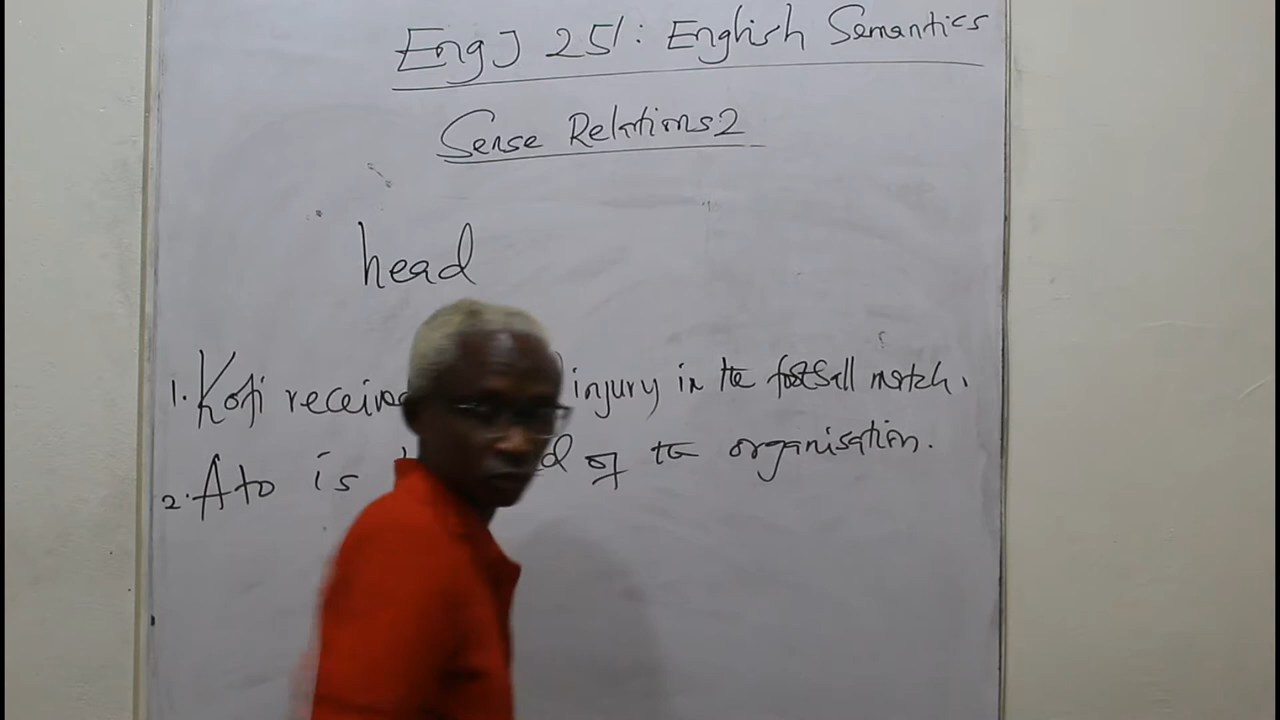 EngJ 251: English Semantics
Sense Relations 2
head
1. Kofi injury in the football match.
2. Ato is of the organisation.